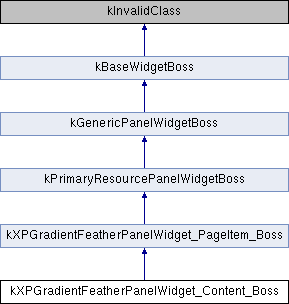 kInvalidClass
kBaseWidgetBoss
kGenericPanelWidgetBoss
kPrimaryResourcePanelWidgetBoss
kXPGradientFeatherPanelWidget_PageItem_Boss
kXPGradientFeatherPanelWidget_Content_Boss